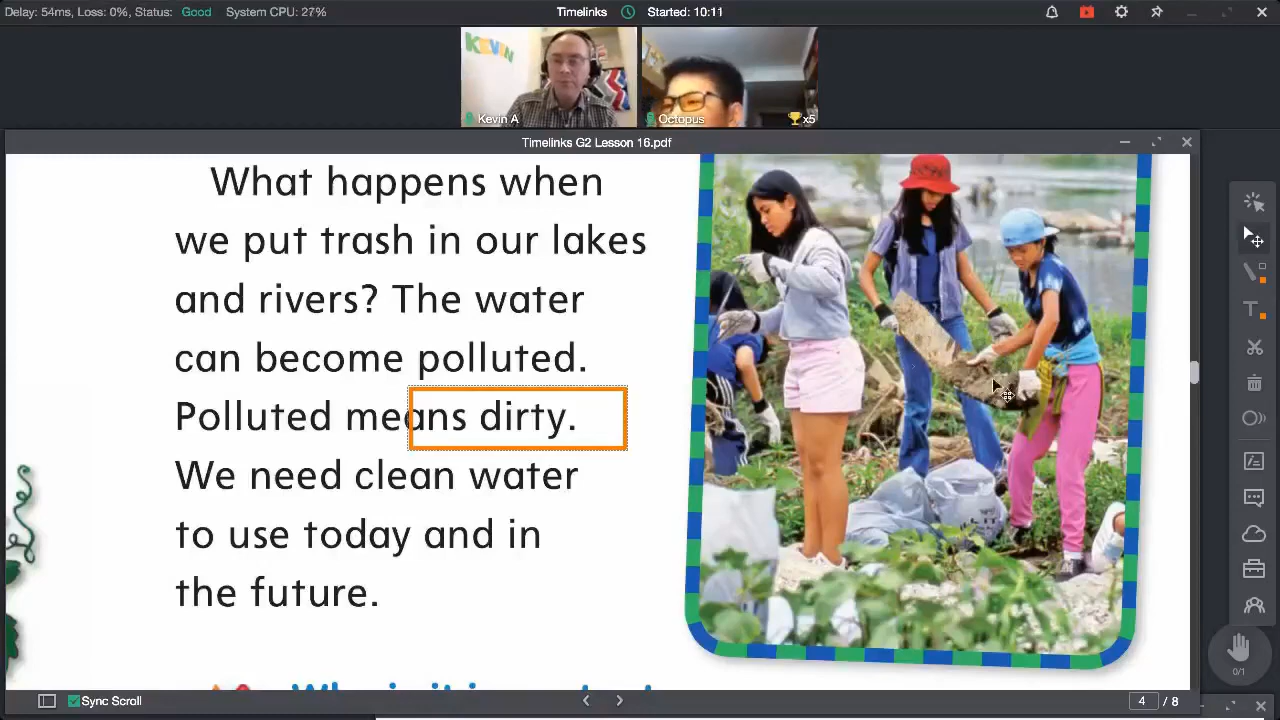 Delay: 54ms, Loss: 0%, Status: Good System CPU: 27%
Timelinks
Started: 10:11
KEVIN
Kevin A
Octopus
x5
Timelinks G2 Lesson 16.pdf
What happens when
we put trash in our lakes
and rivers? The water
can become polluted.
Polluted means dirty.
We need clean water
to use today and in
the future.
Sync Scroll
4 / 8
0/1